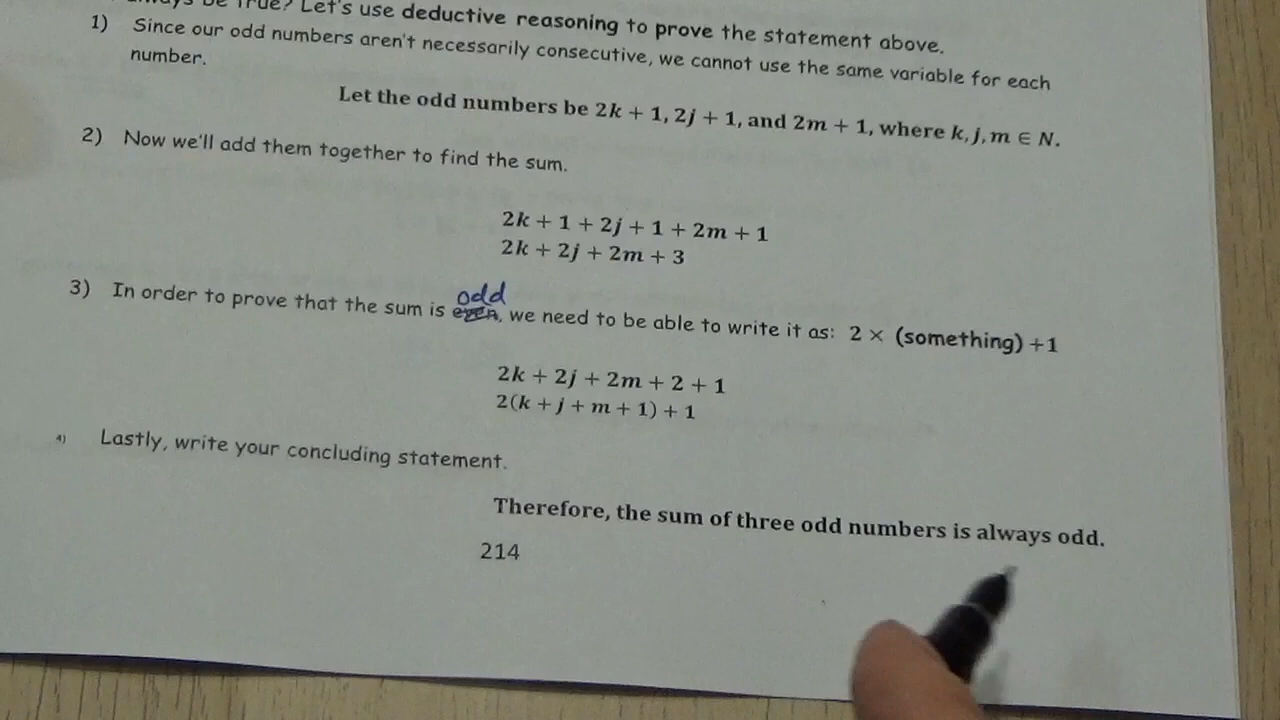 always be true? Let's use deductive reasoning to prove the statement above.
1) Since our odd numbers aren't necessarily consecutive, we cannot use the same variable for each
number.
Let the odd numbers be 2k + 1, 2j + 1, and 2m + 1, where k, j, m ∈ N.
2) Now we'll add them together to find the sum.
2k + 1 + 2j + 1 + 2m + 1
2k + 2j + 2m + 3
odd
3) In order to prove that the sum is even, we need to be able to write it as: 2 × (something) +1
2k + 2j + 2m + 2 + 1
2(k + j + m + 1) + 1
4) Lastly, write your concluding statement.
Therefore, the sum of three odd numbers is always odd.
214